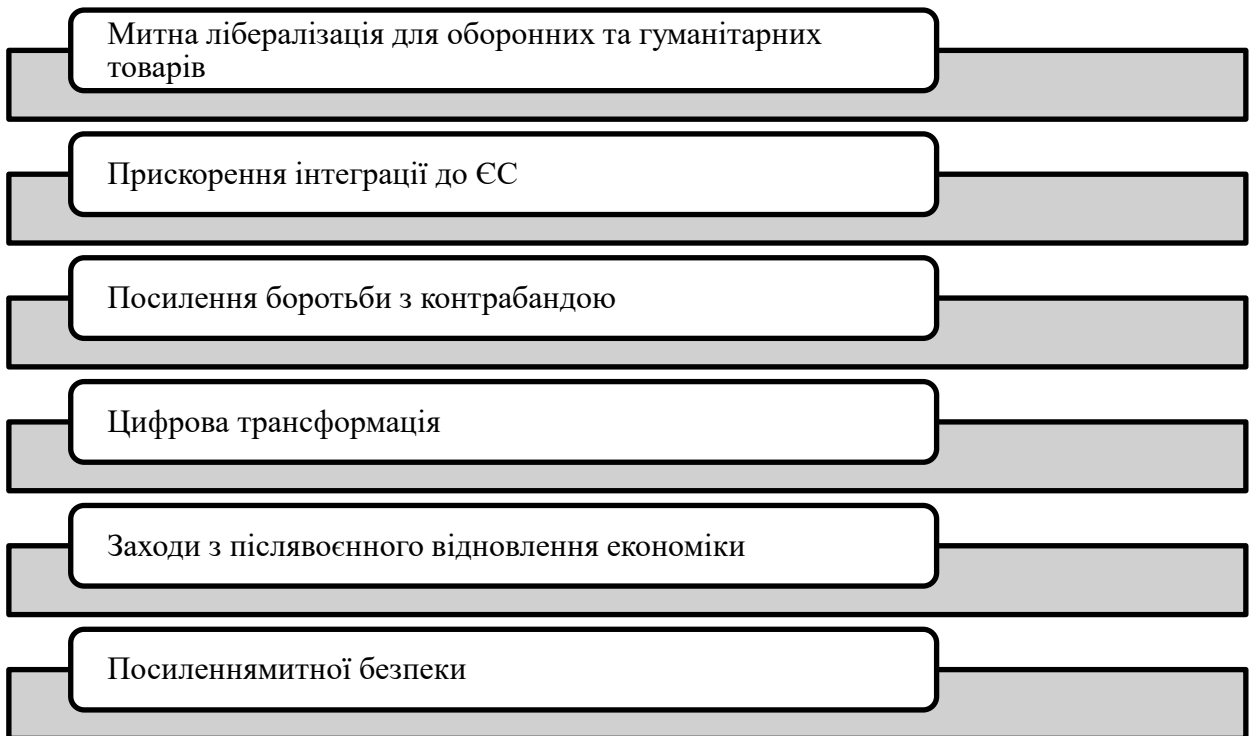 Митна лібералізація для оборонних та гуманітарних
товарів
Прискорення інтеграції до ЄС
Посилення боротьби з контрабандою
Цифрова трансформація
Заходи з післявоєнного відновлення економіки
Посиленнямитної безпеки